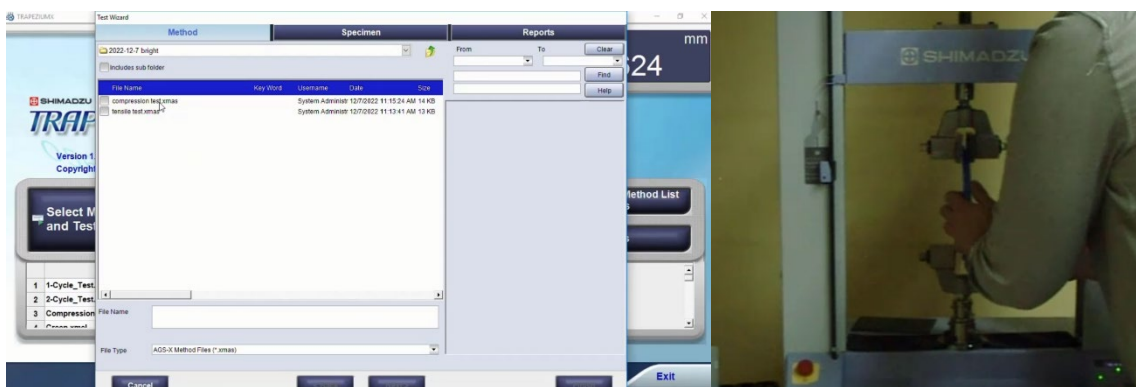 TRAPEZIUMX
Test Wizard
Method
Specimen
Reports
2022-12-7 bright
Includes sub folder
File Name Key Word Username Date Size
compression test.xmas System Administr 12/7/2022 11:15:24 AM 14 KB
tensile test.xmas System Administr 12/7/2022 11:13:41 AM 13 KB
From To Clear
Find
Help
mm
24
SHIMADZU
TRAP
Version 1
Copyright
Select M
and Test
Method List
1 1-Cycle_Test.
2 2-Cycle_Test.
3 Compression
File Name
File Type AGS-X Method Files (*.xmas)
Cancel
Exit
SHIMADZU